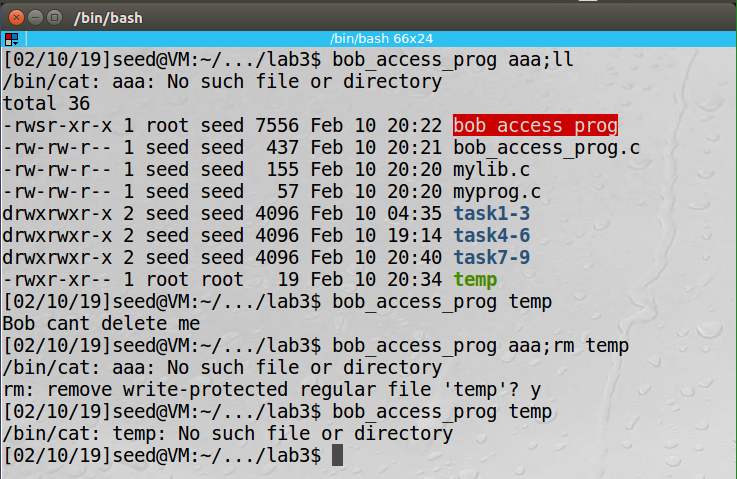 /bin/bash
/bin/bash 66x24
[02/10/19]seed@VM:~/.../lab3$ bob_access_prog aaa;ll
/bin/cat: aaa: No such file or directory
total 36
-rwsr-xr-x 1 root seed 7556 Feb 10 20:22 bob_access_prog
-rw-rw-r-- 1 seed seed  437 Feb 10 20:21 bob_access_prog.c
-rw-rw-r-- 1 seed seed  155 Feb 10 20:20 mylib.c
-rw-rw-r-- 1 seed seed   57 Feb 10 20:20 myprog.c
drwxrwxr-x 2 seed seed 4096 Feb 10 04:35 task1-3
drwxrwxr-x 2 seed seed 4096 Feb 10 19:14 task4-6
drwxrwxr-x 2 seed seed 4096 Feb 10 20:40 task7-9
-rwxr-xr-- 1 root root   19 Feb 10 20:34 temp
[02/10/19]seed@VM:~/.../lab3$ bob_access_prog temp
Bob cant delete me
[02/10/19]seed@VM:~/.../lab3$ bob_access_prog aaa;rm temp
/bin/cat: aaa: No such file or directory
rm: remove write-protected regular file 'temp'? y
[02/10/19]seed@VM:~/.../lab3$ bob_access_prog temp
/bin/cat: temp: No such file or directory
[02/10/19]seed@VM:~/.../lab3$